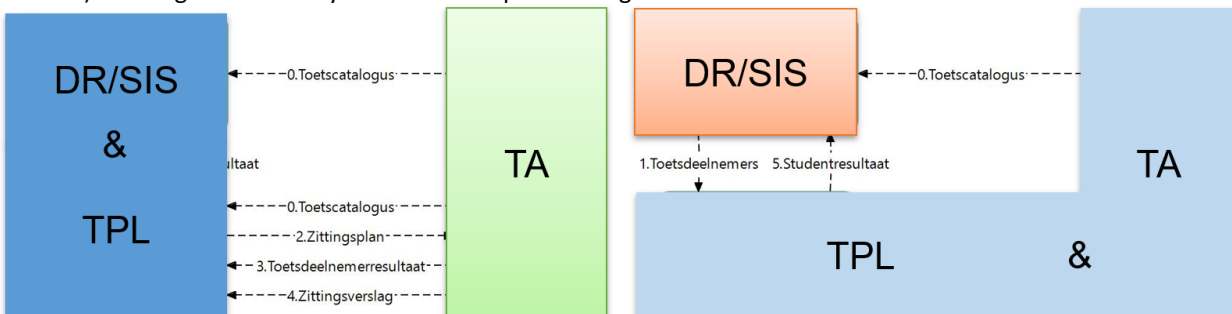 DR/SIS
&
TPL
0.Toetscatalogus
ultaat
0.Toetscatalogus
2.Zittingsplan
3.Toetsdeelnemerresultaat
4.Zittingsverslag
TA
DR/SIS
0.Toetscatalogus
1.Toetsdeelnemers
5.Studentresultaat
TA
TPL
&